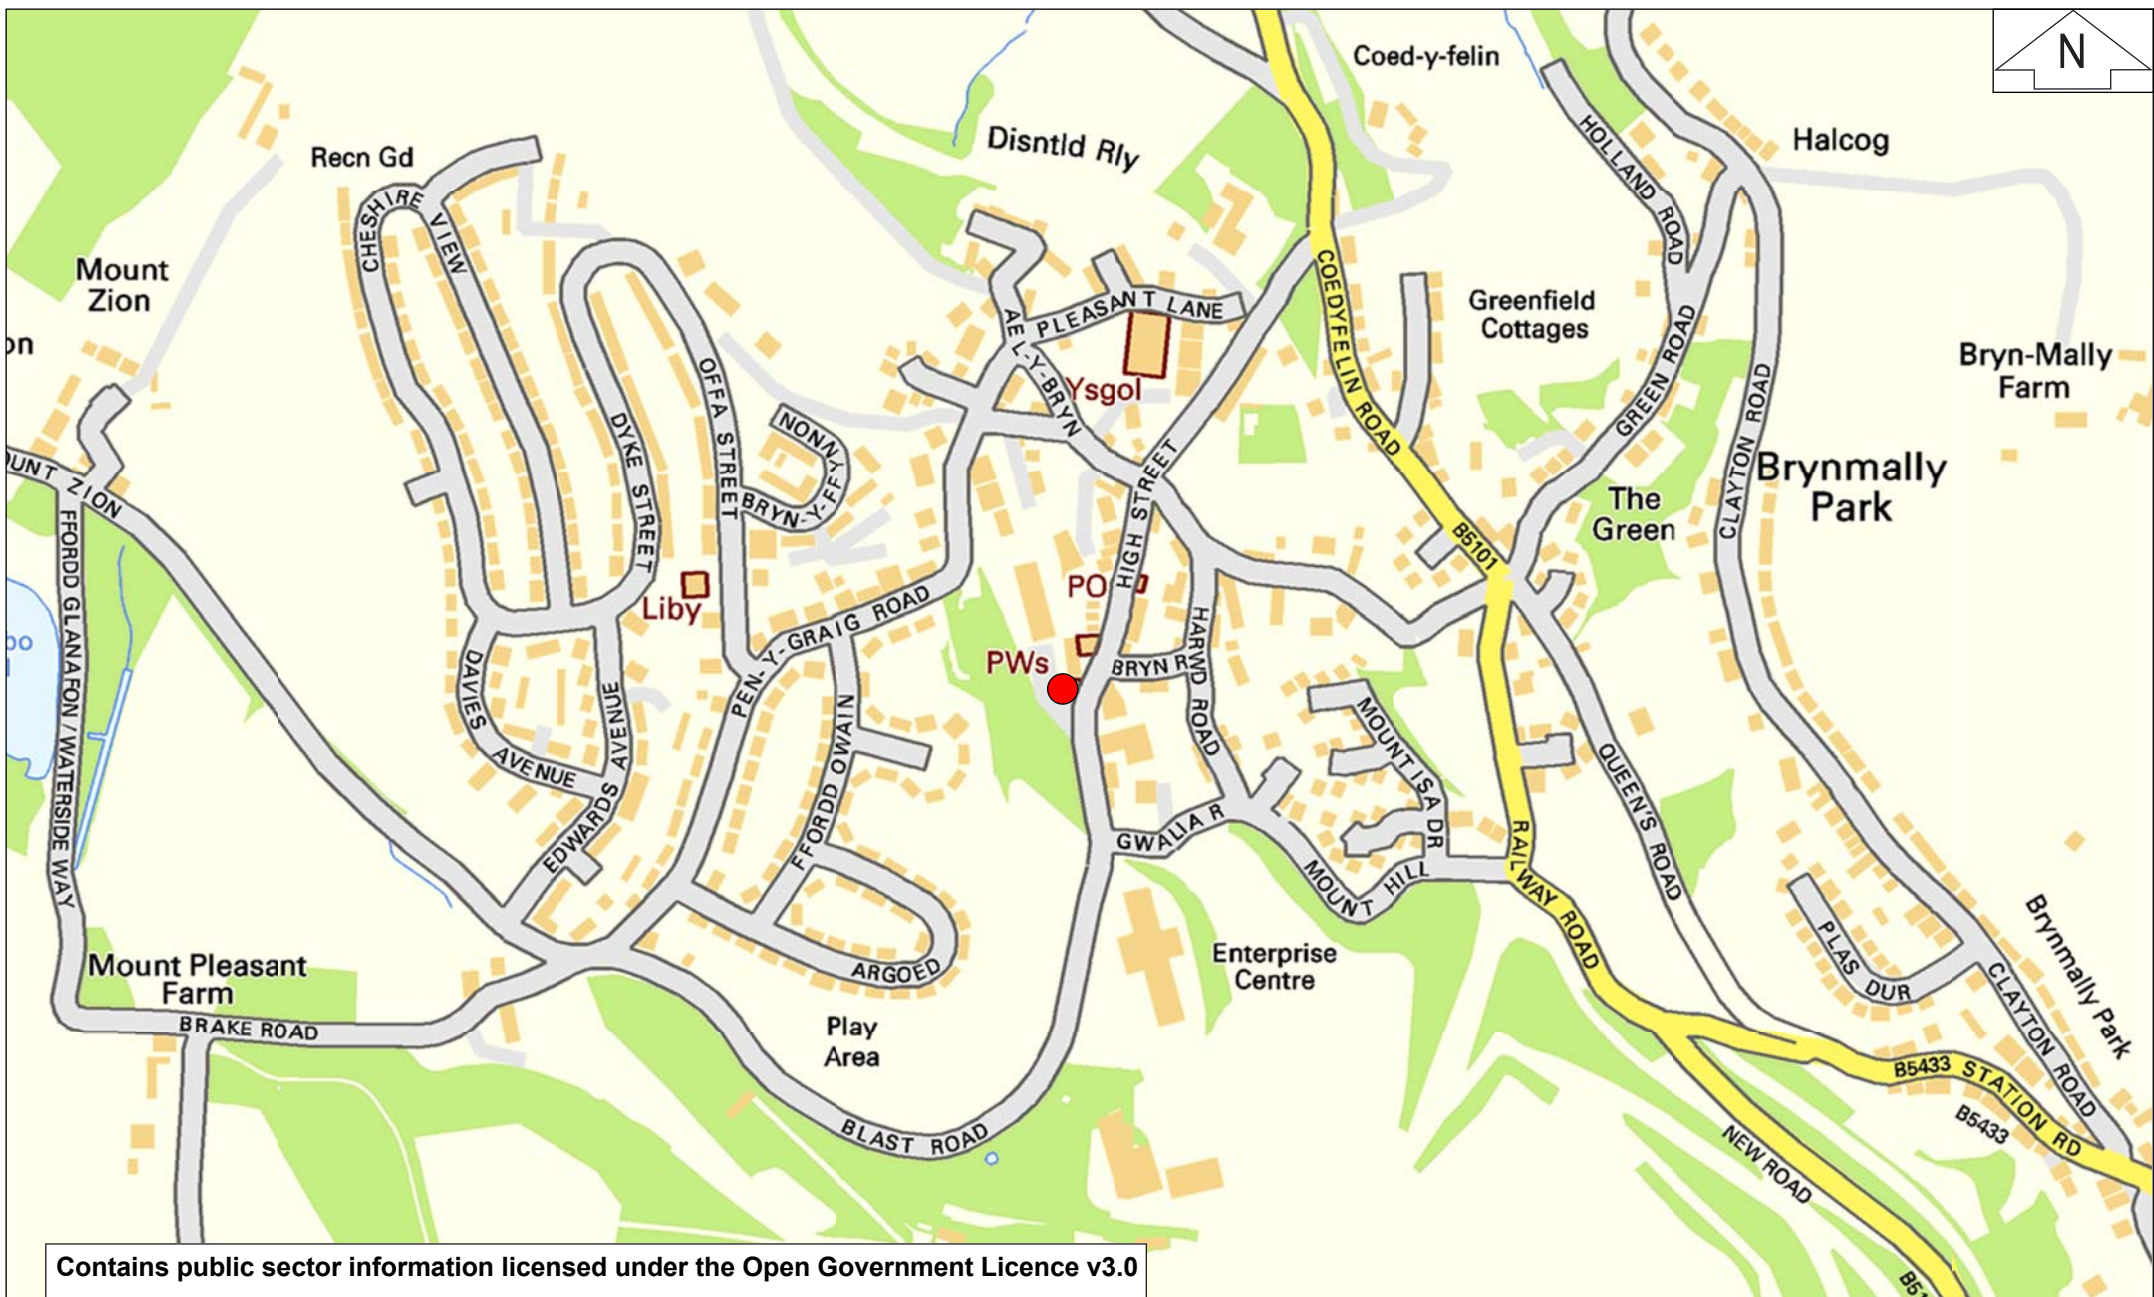 N
Coed-y-felin
Halcog
Disntld Rly
Recn Gd
HOLLAND ROAD
CHESHIRE VIEW
Mount
Zion
COEDYFELIN ROAD
PLEASANT LANE
AEL-Y-BRYN
Greenfield
Cottages
GREEN ROAD
Bryn-Mally
Farm
on
OFFA STREET
CLAYTON ROAD
Ysgol
DYKE STREET
NONNY
BRYN-Y-FF
HIGH STREET
Brynmally
Park
OUNT ZION
The
Green
B5101
FFORDD GLANAFON/WATERSIDE WAY
PO
Liby
PEN-Y-GRAIG ROAD
HARWD ROAD
PWs
BRYN R
DAVIES AVENUE
EDWARDS AVENUE
FFORDD OWAIN
MOUNT ISA DR
QUEEN'S ROAD
GWALIA R
RAILWAY ROAD
MOUNT HILL
PLAS DUR
Brynmally Park
Enterprise
Centre
ARGOED
Mount Pleasant
Farm
BRAKE ROAD
Play
Area
CLAYTON ROAD
B5433 STATION RD
B5433
BLAST ROAD
NEW ROAD
Contains public sector information licensed under the Open Government Licence v3.0
B51